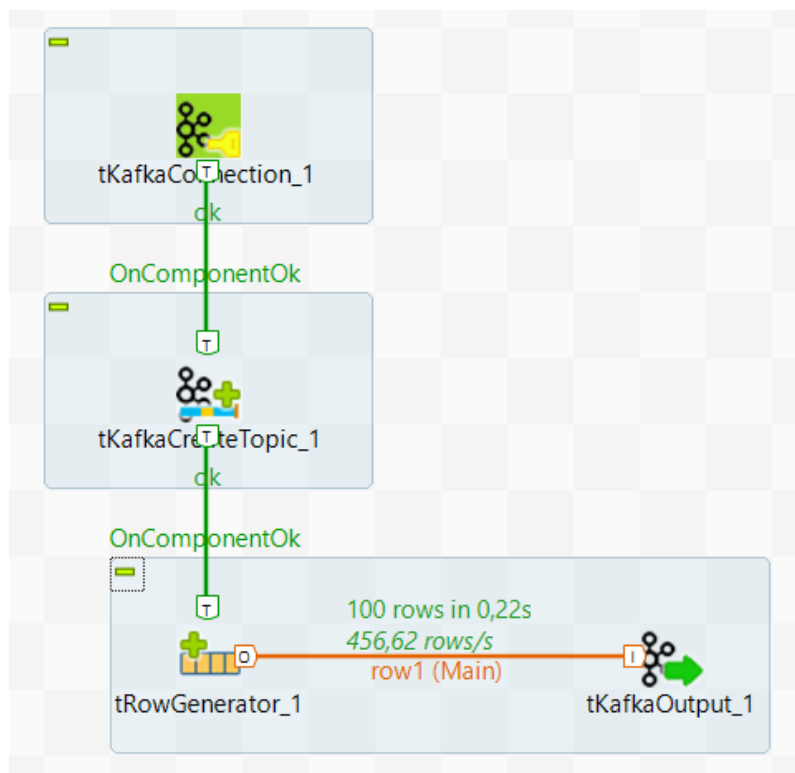 T
tKafkaConnection_1
ok
OnComponentOk
T
T
tKafkaCreateTopic_1
ok
OnComponentOk
T
100 rows in 0,22s
456,62 rows/s
O
I
row1 (Main)
tRowGenerator_1
tKafkaOutput_1